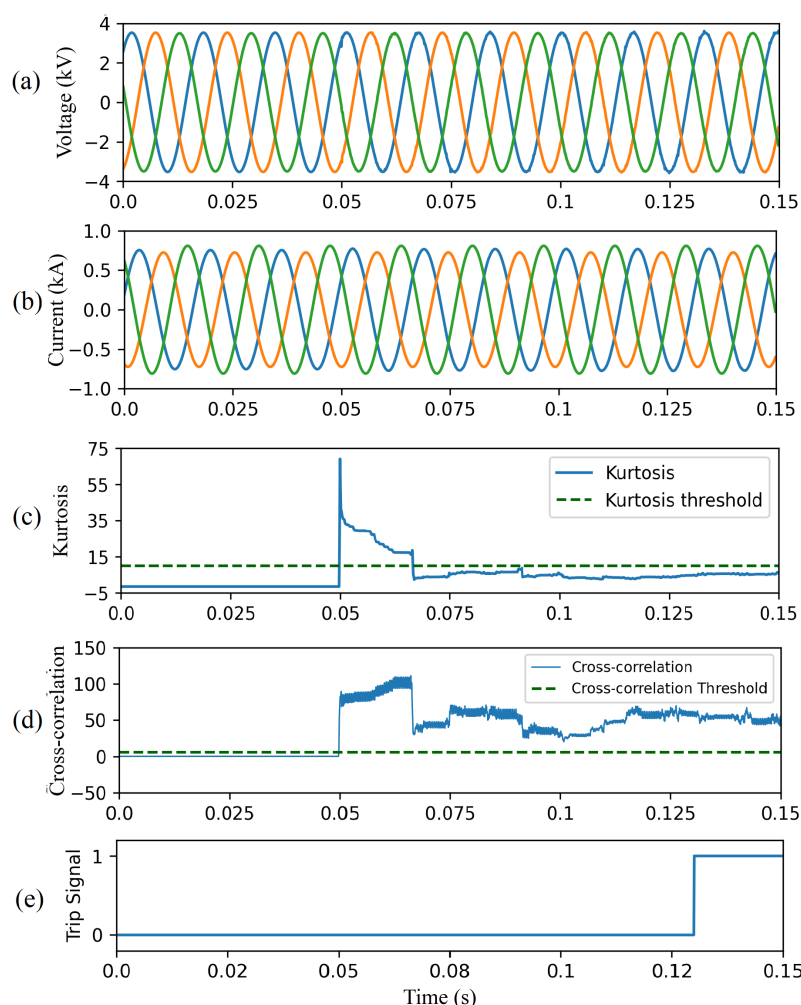 (a)
Voltage (kV)
4
2
0
−2
−4
0.0 0.025 0.05 0.075 0.1 0.125 0.15
(b)
Current (kA)
1.0
0.5
0.0
−0.5
−1.0
0.0 0.025 0.05 0.075 0.1 0.125 0.15
(c)
Kurtosis
75
55
35
15
−5
Kurtosis
Kurtosis threshold
0.0 0.025 0.05 0.075 0.1 0.125 0.15
(d)
Cross-correlation
150
100
50
0
−50
Cross-correlation
Cross-correlation Threshold
0.0 0.025 0.05 0.075 0.1 0.125 0.15
(e)
Trip Signal
1
0
0.0 0.02 0.05 0.08 0.1 0.12 0.15
Time (s)